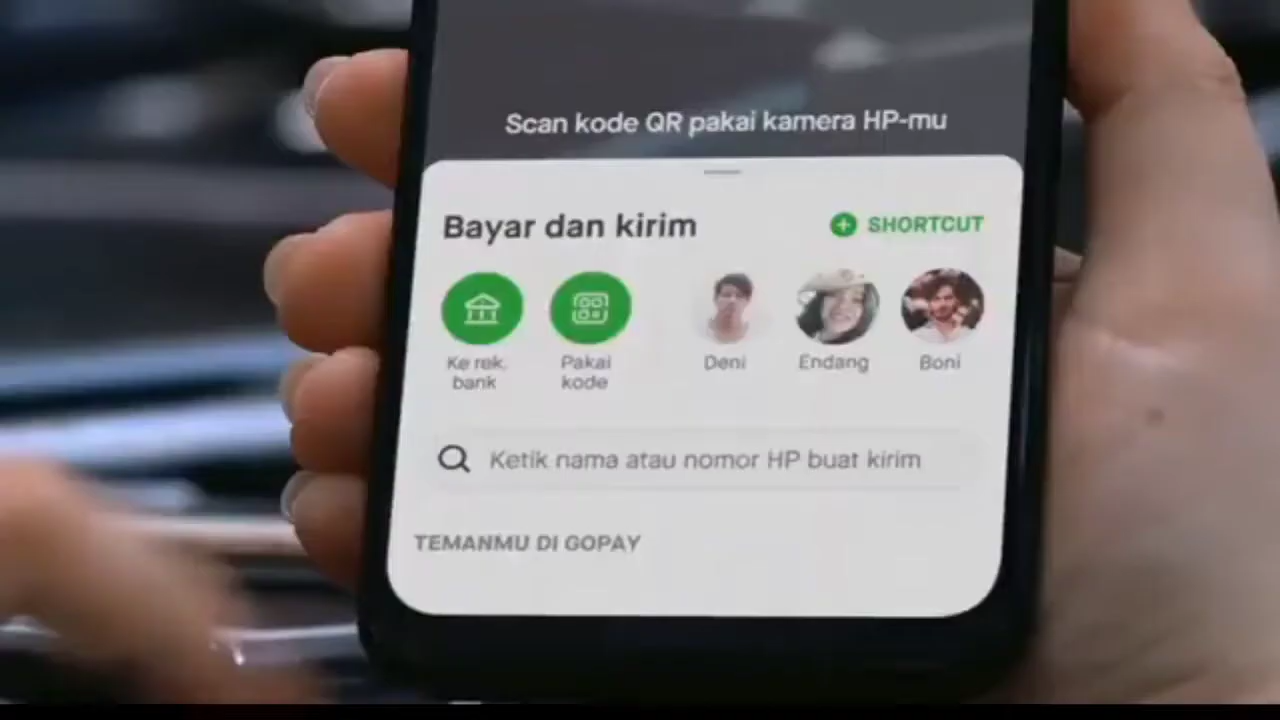 Scan kode QR pakai kamera HP-mu
Bayar dan kirim
SHORTCUT
Ke rek. bank
Pakai kode
Deni
Endang
Boni
Ketik nama atau nomor HP buat kirim
TEMANMU DI GOPAY